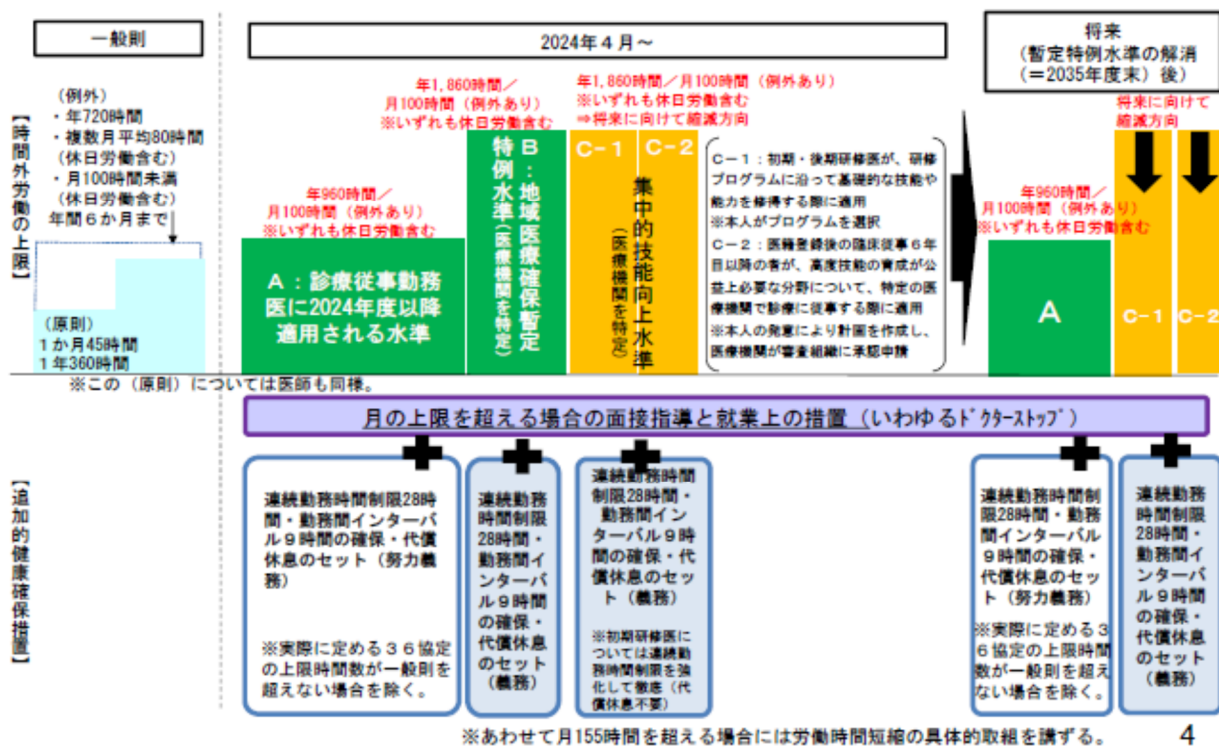 一般則
2024年4月~
将来
(暫定特例水準の解消
(=2035年度末)後)
【時間外労働の上限】
(例外)
・年720時間
・複数月平均80時間
(休日労働含む)
・月100時間未満
(休日労働含む)
年間6か月まで
(原則)
1か月45時間
1年360時間
※この(原則)については医師も同様。
年960時間/
月100時間(例外あり)
※いずれも休日労働含む
A:診療従事勤務
医に2024年度以降
適用される水準
年1,860時間/
月100時間(例外あり)
※いずれも休日労働含む
B:地域医療確保暫定
特例水準(医療機関を特定)
年1,860時間/月100時間(例外あり)
※いずれも休日労働含む
⇒将来に向けて縮減方向
C-1
C-2
集中的技能向上水準
(医療機関を特定)
C-1:初期・後期研修医が、研修
プログラムに沿って基礎的な技能や
能力を修得する際に適用
※本人がプログラムを選択
C-2:医籍登録後の臨床従事6年
目以降の者が、高度技能の育成が公
益上必要な分野について、特定の医
療機関で診療に従事する際に適用
※本人の発意により計画を作成し、
医療機関が審査組織に承認申請
年960時間/
月100時間(例外あり)
※いずれも休日労働含む
A
将来に向けて
縮減方向
C-1
C-2
月の上限を超える場合の面接指導と就業上の措置(いわゆるドクターストップ)
【追加的健康確保措置】
連続勤務時間制限28時
間・勤務間インターバ
ル9時間の確保・代償
休息のセット(努力義
務)
※実際に定める36協定
の上限時間数が一般則を
超えない場合を除く。
連続勤務
時間制限
28時間・
勤務間イ
ンターバ
ル9時間
の確保・
代償休息
のセット
(義務)
連続勤務時間
制限28時間・
勤務間イン
ターバル9時
間の確保・代
償休息のセッ
ト(義務)
※初期研修医に
ついては連続勤
務時間制限を強
化して徹底(代
償休息不要)
連続勤務時間制
限28時間・勤務
間インターバル
9時間の確保・
代償休息のセッ
ト(努力義務)
※実際に定める3
6協定の上限時間
数が一般則を超え
ない場合を除く。
連続勤務
時間制限
28時間・
勤務間イ
ンターバ
ル9時間
の確保・
代償休息
のセット
(義務)
※あわせて月155時間を超える場合には労働時間短縮の具体的取組を講ずる。
4